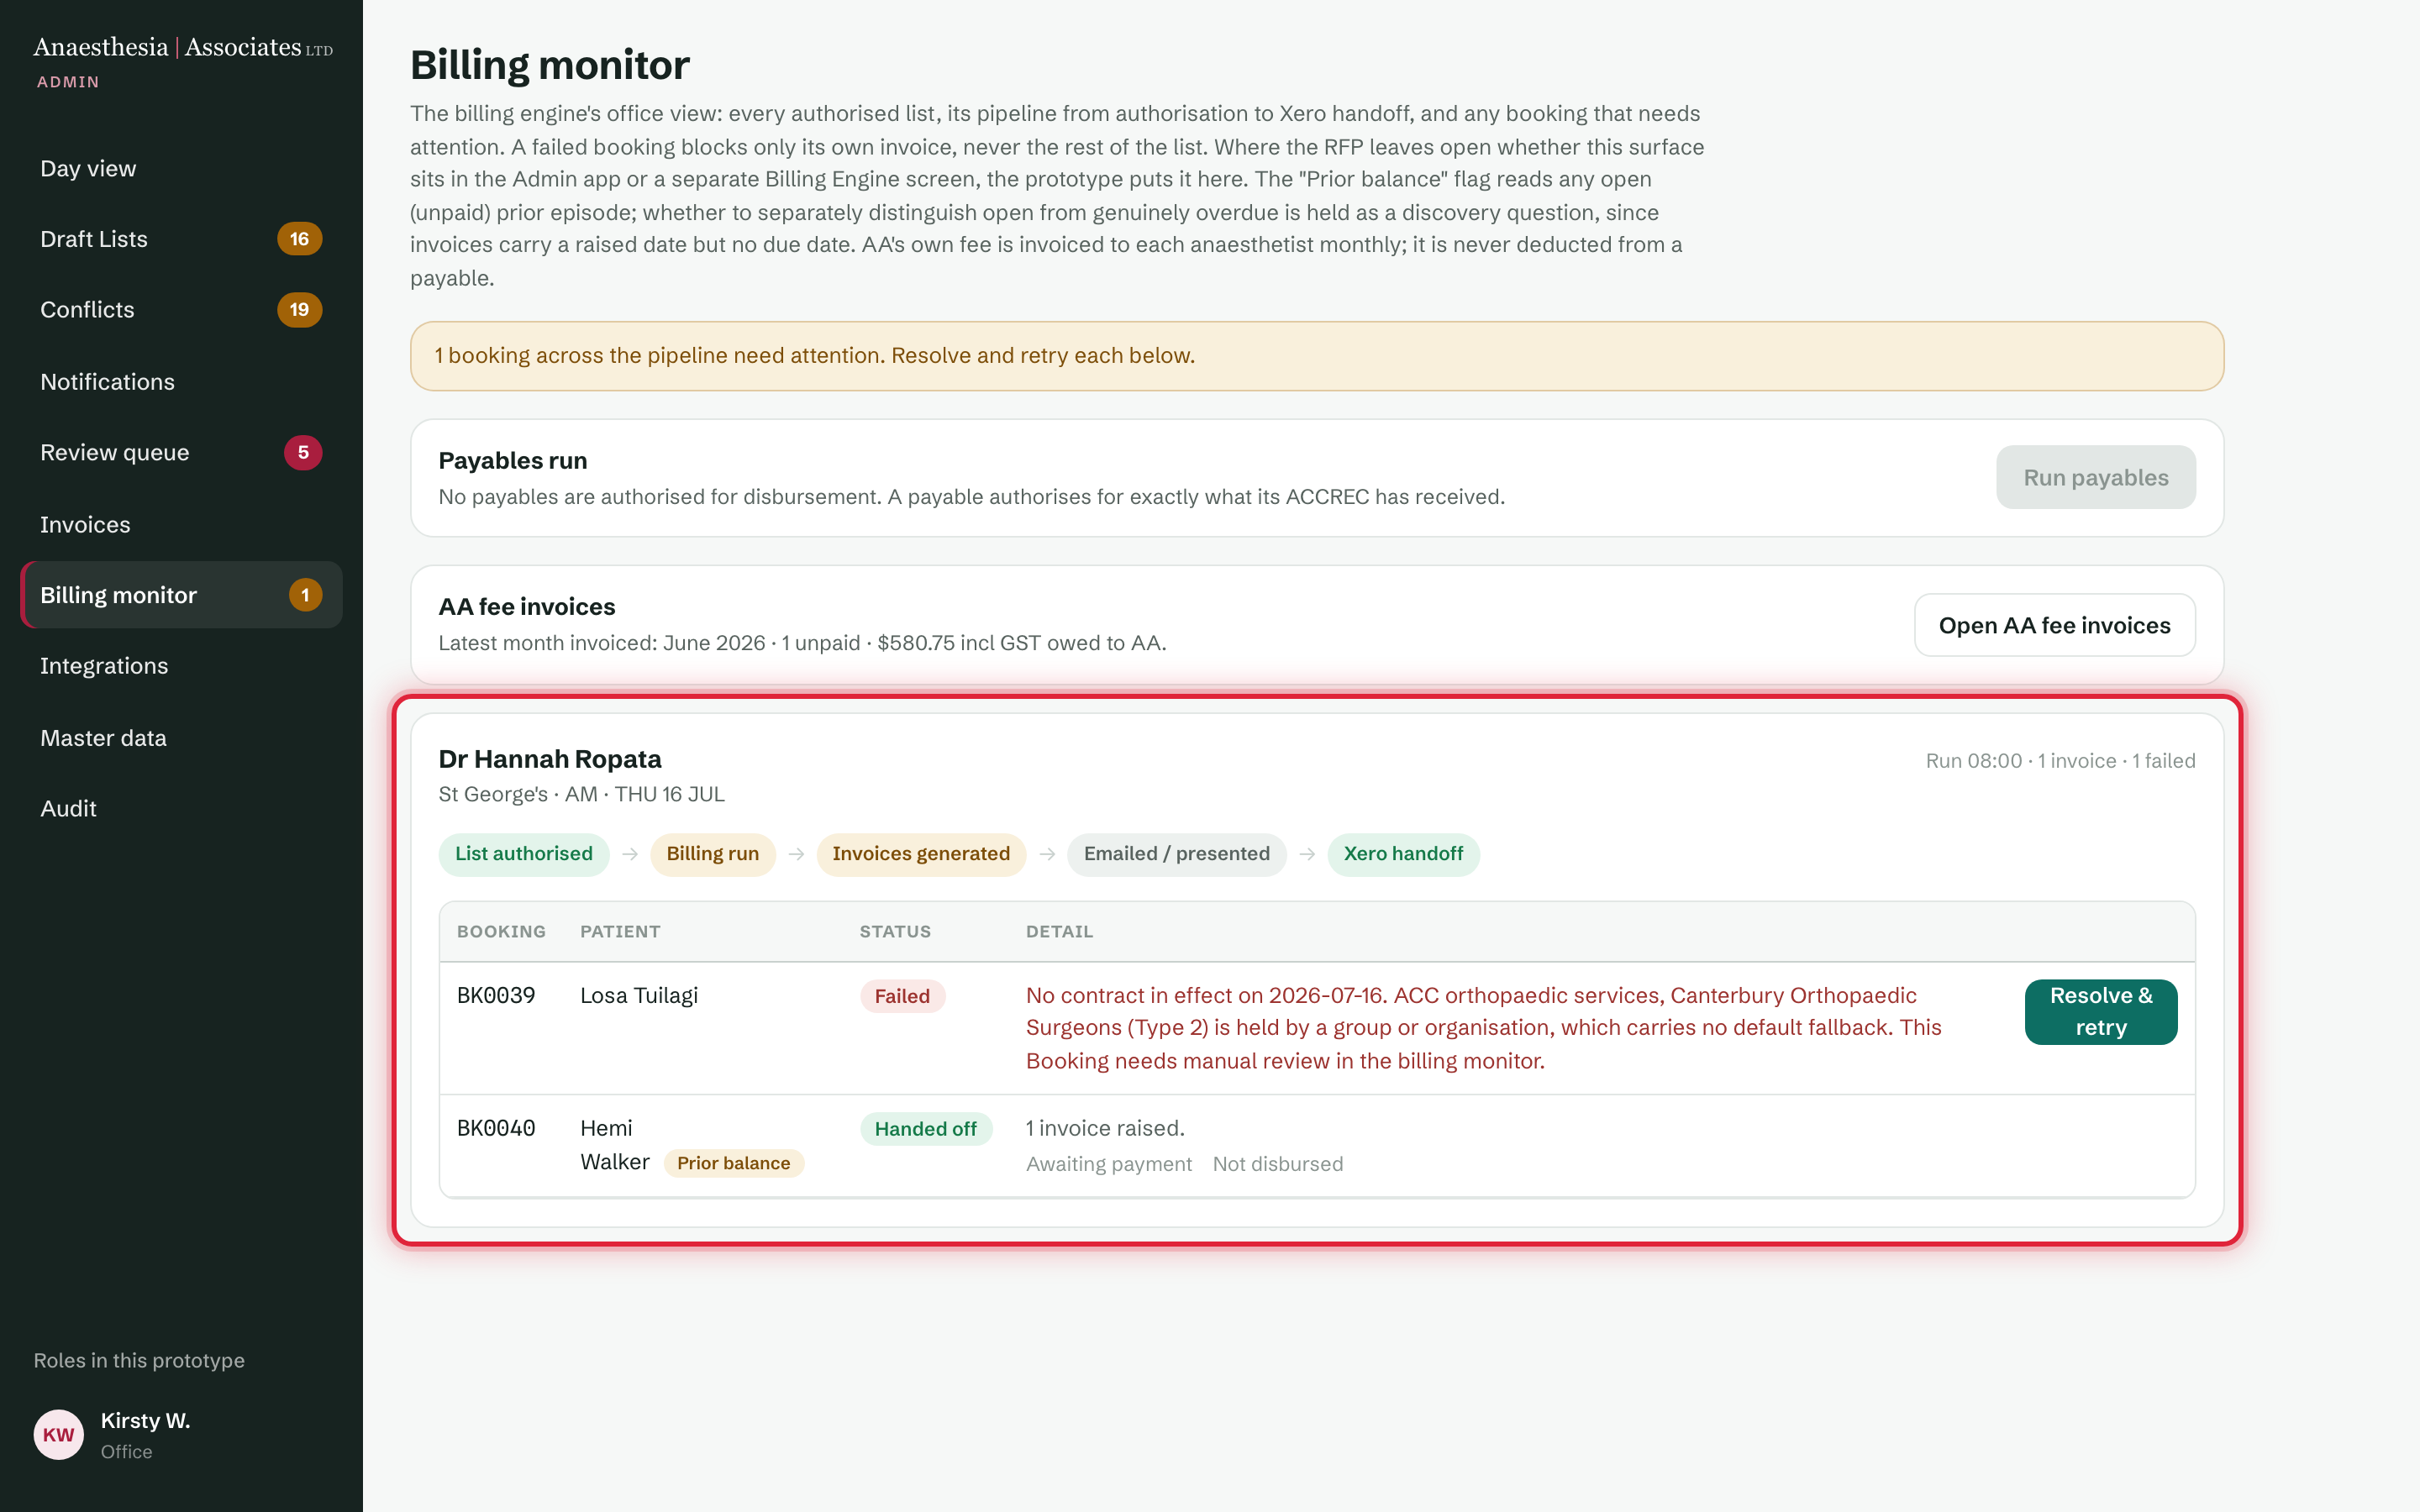 Anaesthesia | Associates LTD
ADMIN
Day view
Draft Lists 16
Conflicts 19
Notifications
Review queue 5
Invoices
Billing monitor 1
Integrations
Master data
Audit
Roles in this prototype
KW
Kirsty W.
Office
Billing monitor
The billing engine's office view: every authorised list, its pipeline from authorisation to Xero handoff, and any booking that needs
attention. A failed booking blocks only its own invoice, never the rest of the list. Where the RFP leaves open whether this surface
sits in the Admin app or a separate Billing Engine screen, the prototype puts it here. The "Prior balance" flag reads any open
(unpaid) prior episode; whether to separately distinguish open from genuinely overdue is held as a discovery question, since
invoices carry a raised date but no due date. AA's own fee is invoiced to each anaesthetist monthly; it is never deducted from a
payable.
1 booking across the pipeline need attention. Resolve and retry each below.
Payables run
No payables are authorised for disbursement. A payable authorises for exactly what its ACCREC has received.
Run payables
AA fee invoices
Latest month invoiced: June 2026 · 1 unpaid · $580.75 incl GST owed to AA.
Open AA fee invoices
Dr Hannah Ropata
Run 08:00 · 1 invoice · 1 failed
St George's · AM · THU 16 JUL
List authorised → Billing run → Invoices generated → Emailed / presented → Xero handoff
BOOKING PATIENT STATUS DETAIL
BK0039 Losa Tuilagi Failed No contract in effect on 2026-07-16. ACC orthopaedic services, Canterbury Orthopaedic
Surgeons (Type 2) is held by a group or organisation, which carries no default fallback. This
Booking needs manual review in the billing monitor.
Resolve &
retry
BK0040 Hemi
Walker Prior balance
Handed off
1 invoice raised.
Awaiting payment Not disbursed